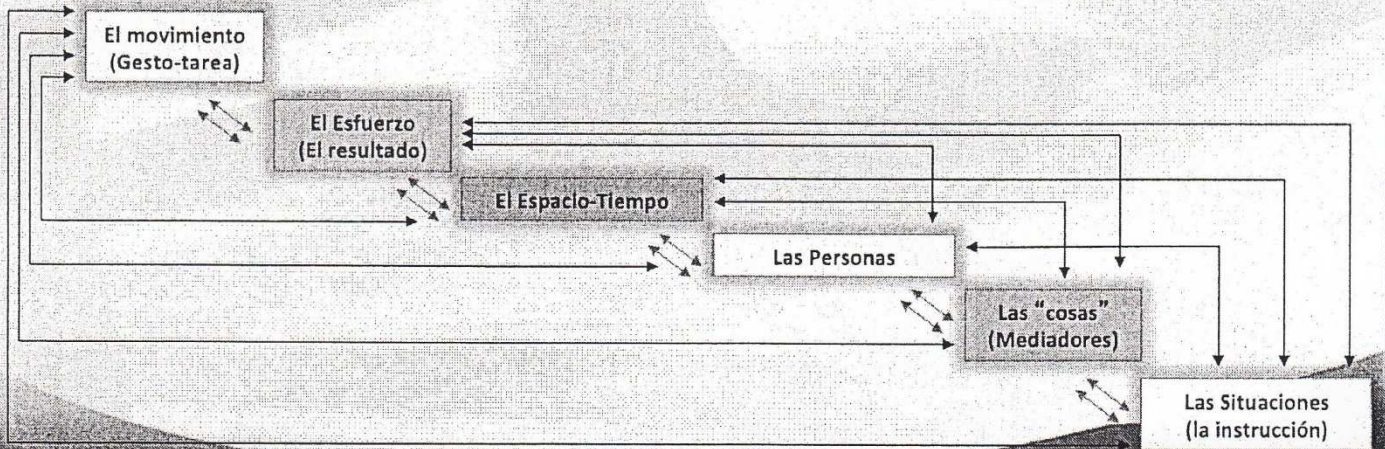 El movimiento
(Gesto-tarea)
El Esfuerzo
(El resultado)
El Espacio-Tiempo
Las Personas
Las “cosas”
(Mediadores)
Las Situaciones
(la instrucción)